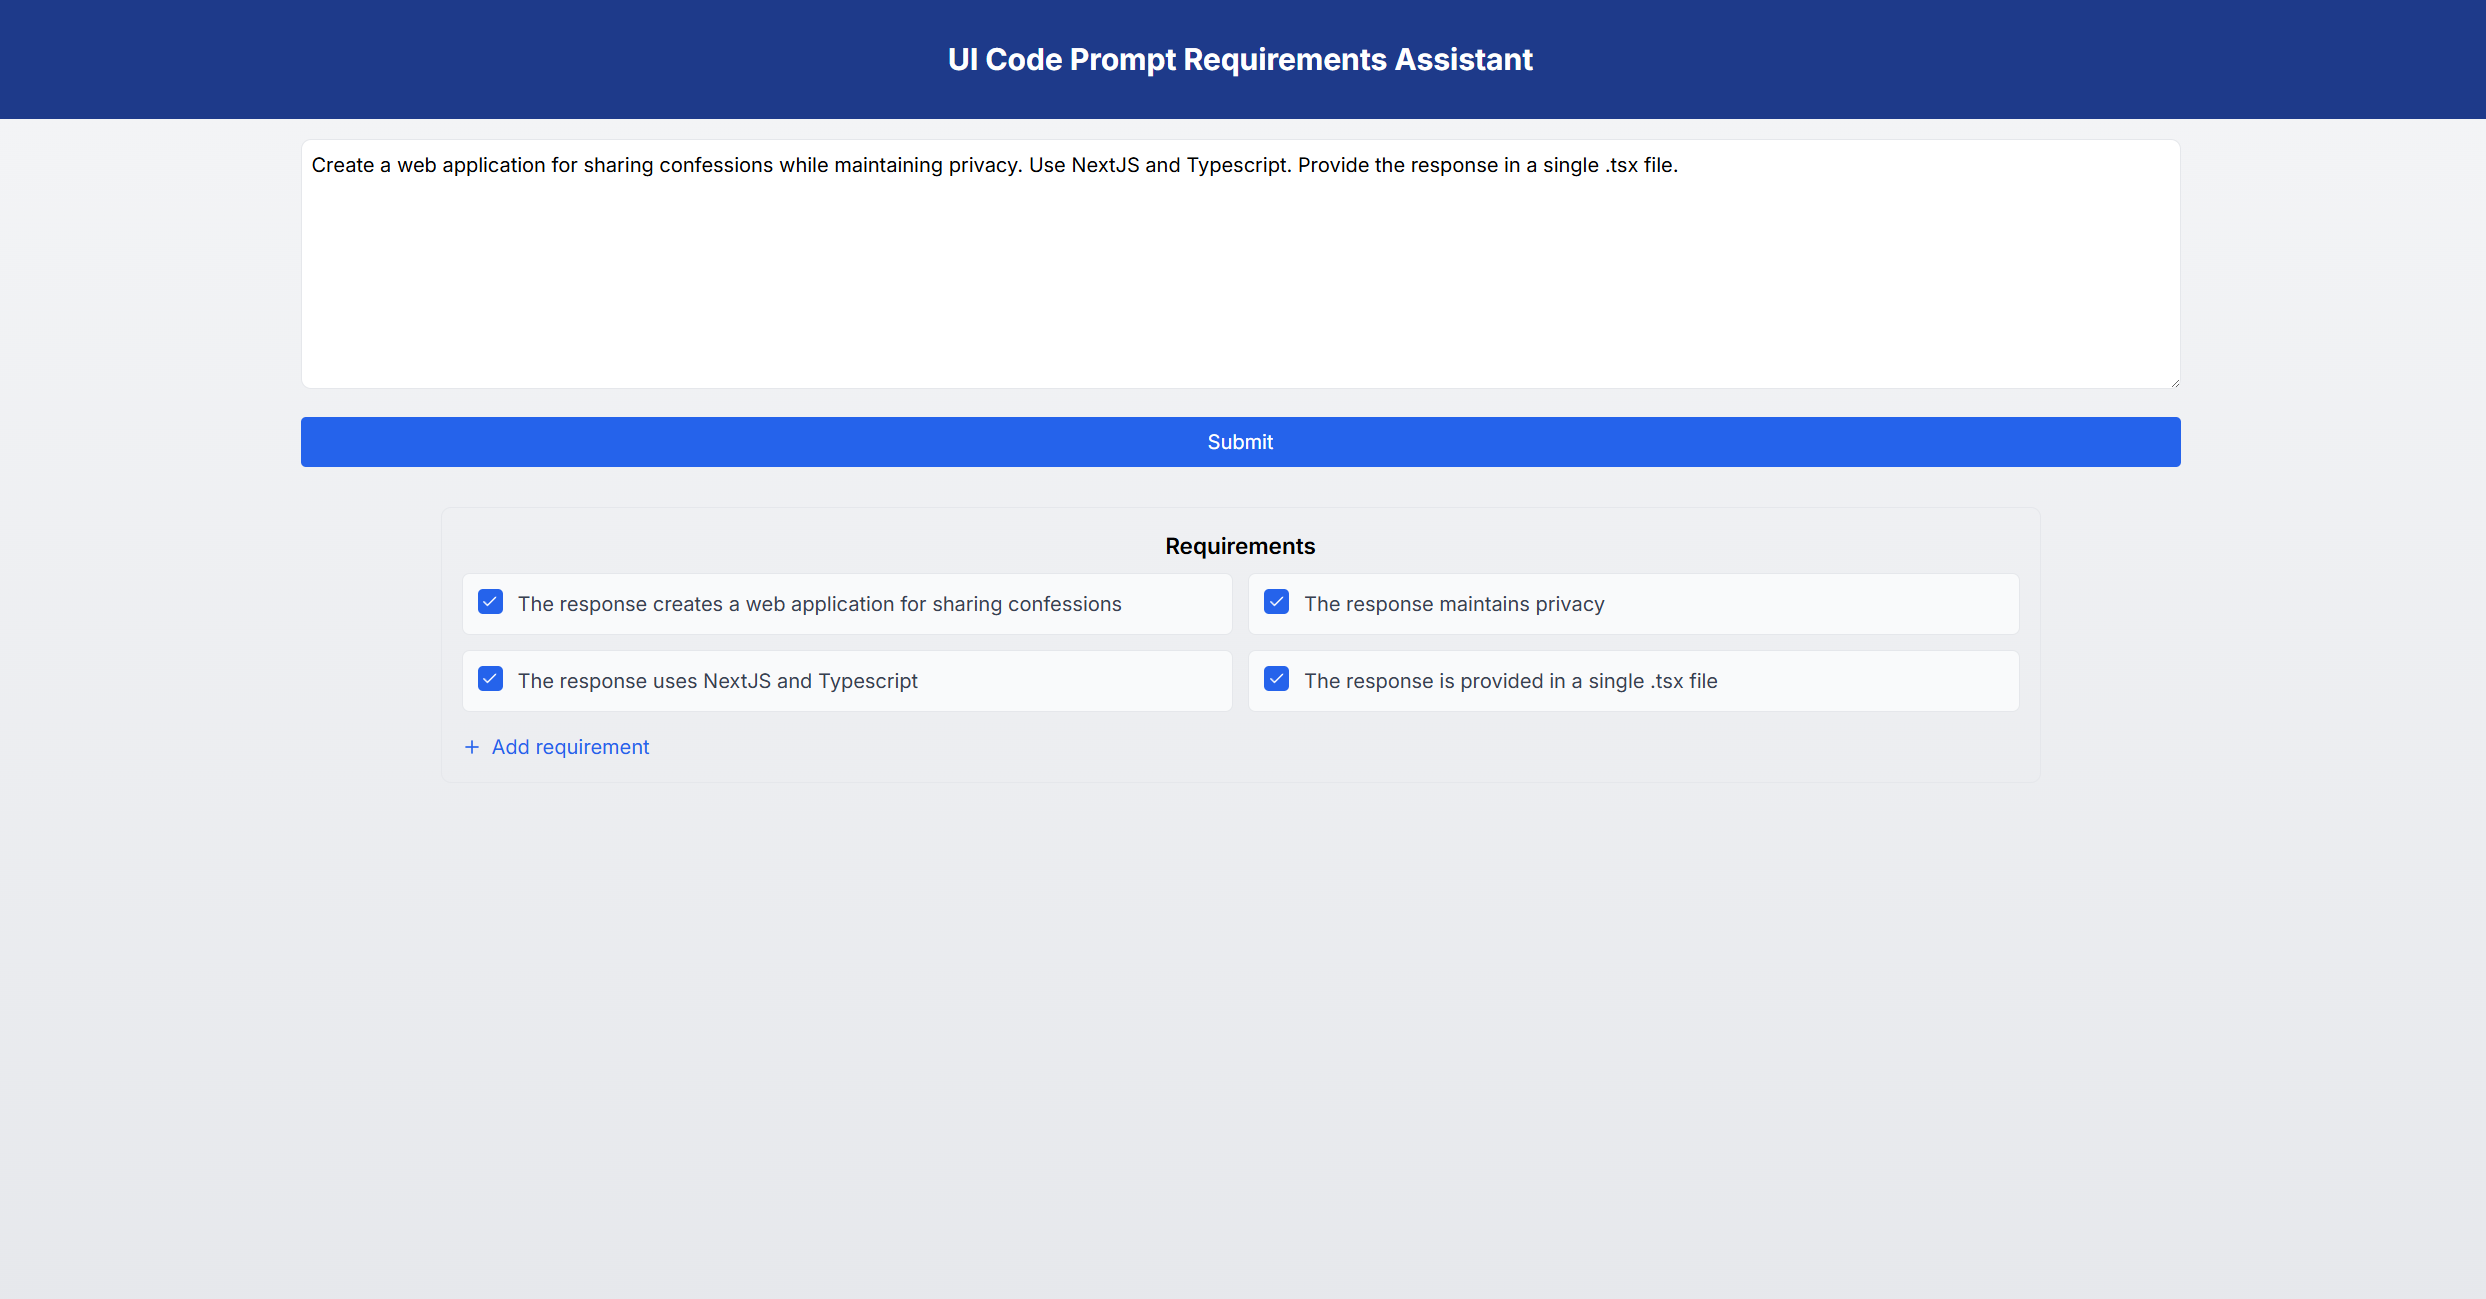 UI Code Prompt Requirements Assistant
Create a web application for sharing confessions while maintaining privacy. Use NextJS and Typescript. Provide the response in a single .tsx file.
Submit
Requirements
The response creates a web application for sharing confessions
The response maintains privacy
The response uses NextJS and Typescript
The response is provided in a single .tsx file
+ Add requirement